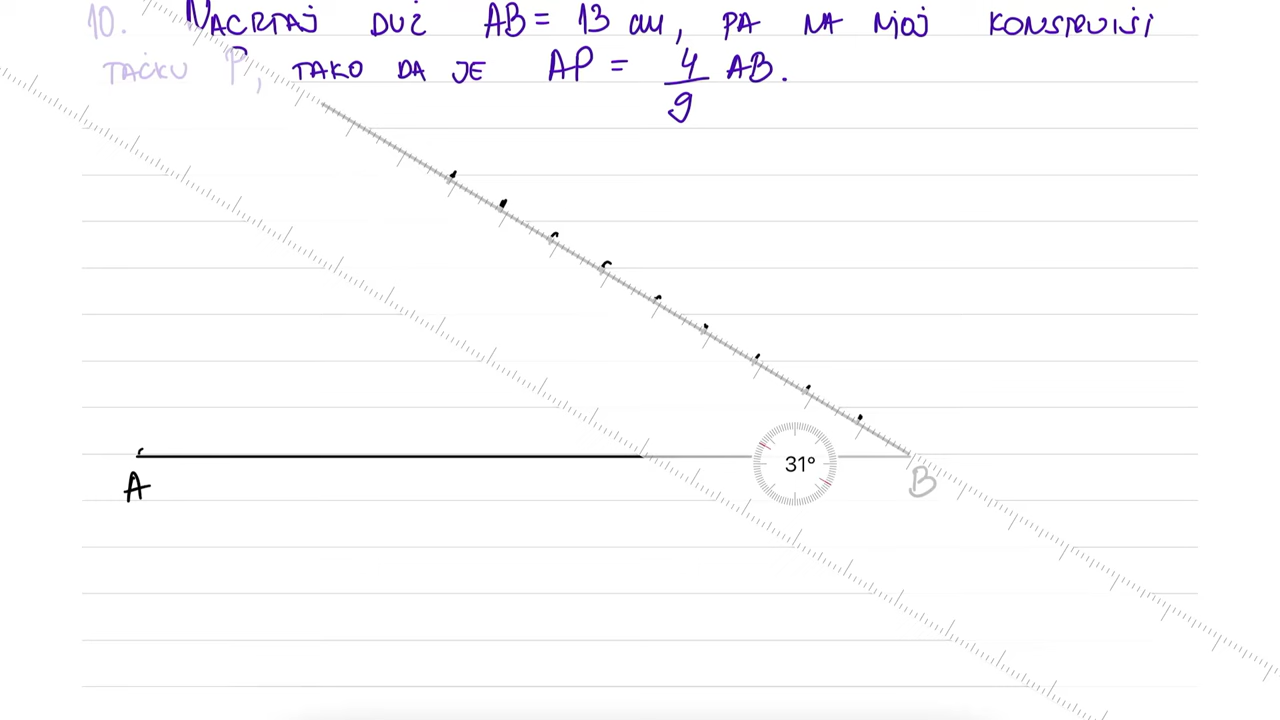 10. NACRTAJ DUŽ AB = 13 cm, PA NA NJOJ KONSTRUIŠI
TAČKU P, TAKO DA JE AP = 4/9 AB.
31°
A
B